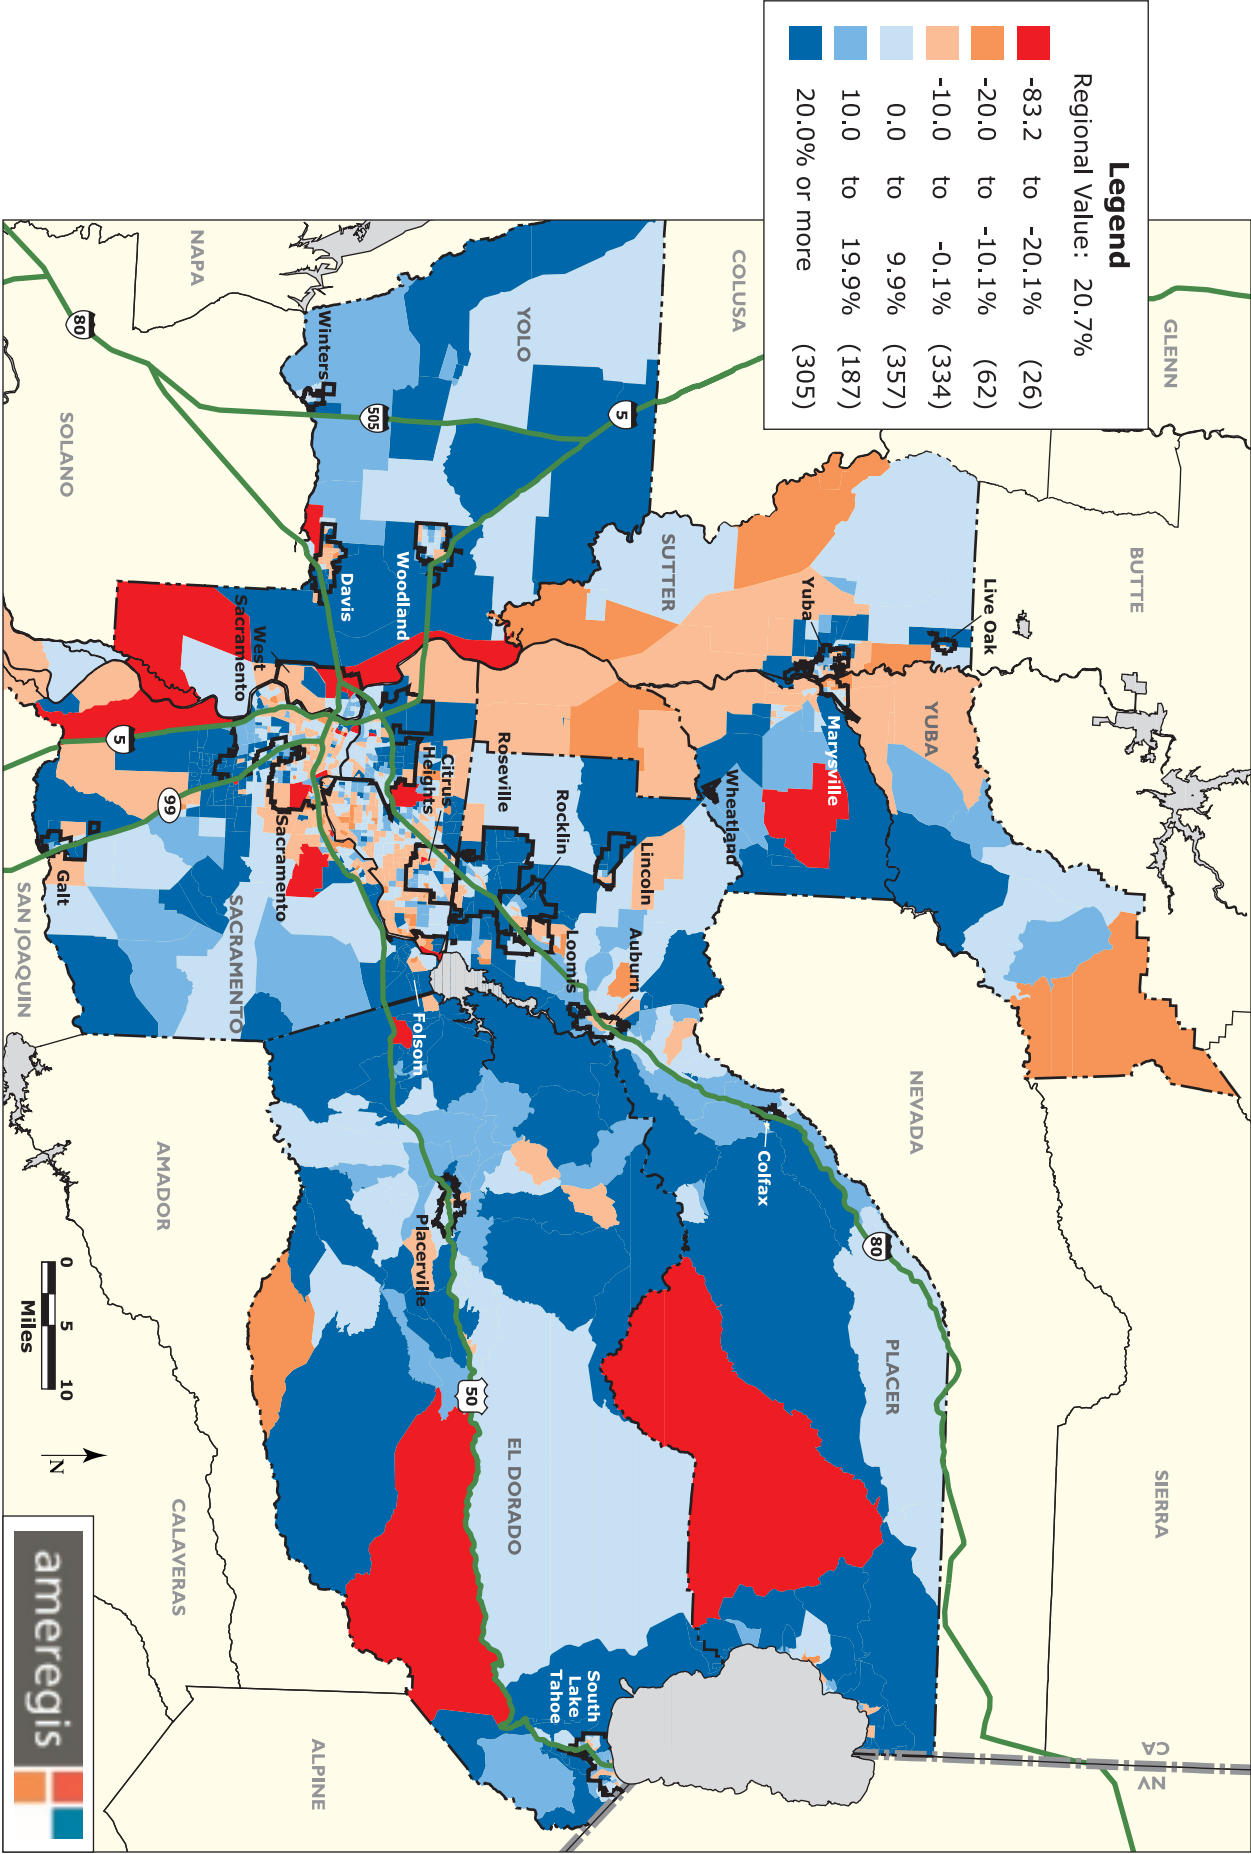 Legend
Regional Value: 20.7%
-83.2 to -20.1% (26)
-20.0 to -10.1% (62)
-10.0 to -0.1% (334)
0.0 to 9.9% (357)
10.0 to 19.9% (187)
20.0% or more (305)
GLENN
BUTTE
COLUSA
SIERRA
NEVADA
Live Oak
YUBA
Yuba
Marysville
SUTTER
Wheatland
PLACER
Colfax
80
CA
NV
YOLO
5
505
Winters
Woodland
Davis
NAPA
80
SOLANO
West
Sacramento
Lincoln
Auburn
Loomis
Rocklin
Roseville
Citrus
Heights
Folsom
Sacramento
SACRAMENTO
5
99
Galt
SAN JOAQUIN
Placerville
50
EL DORADO
South
Lake
Tahoe
AMADOR
CALAVERAS
ALPINE
0 5 10
Miles
N
ameregis